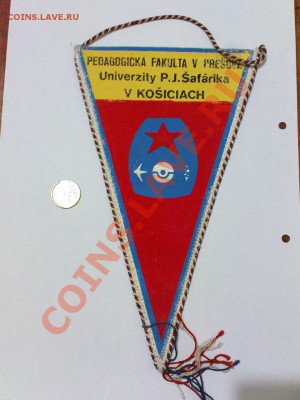 COINS.LAVE.RU
PEDAGOGICKÁ FAKULTA V PREŠOVE
Univerzity P.J.Šafárika
V KOŠICIACH
COINS.LAVE.RU